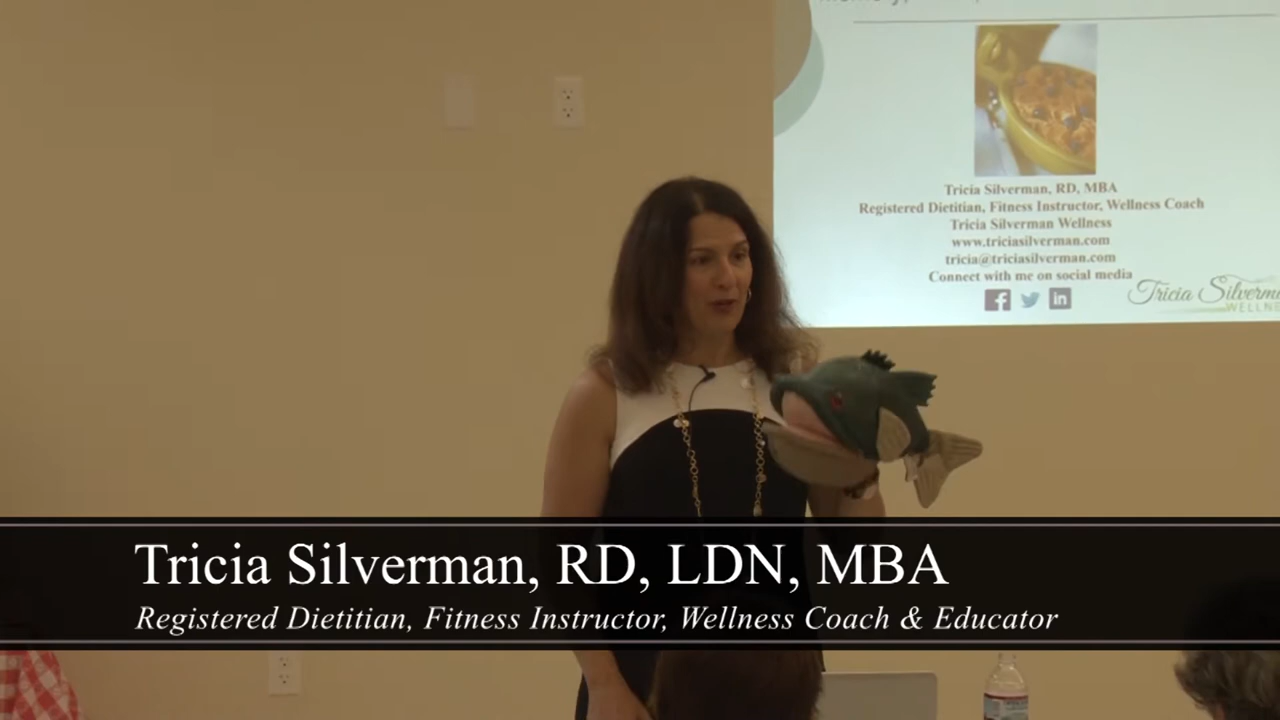 Tricia Silverman, RD, MBA
Registered Dietitian, Fitness Instructor, Wellness Coach
Tricia Silverman Wellness
www.triciasilverman.com
tricia@triciasilverman.com
Connect with me on social media
f in
Tricia
Tricia Silverman, RD, LDN, MBA
Registered Dietitian, Fitness Instructor, Wellness Coach & Educator